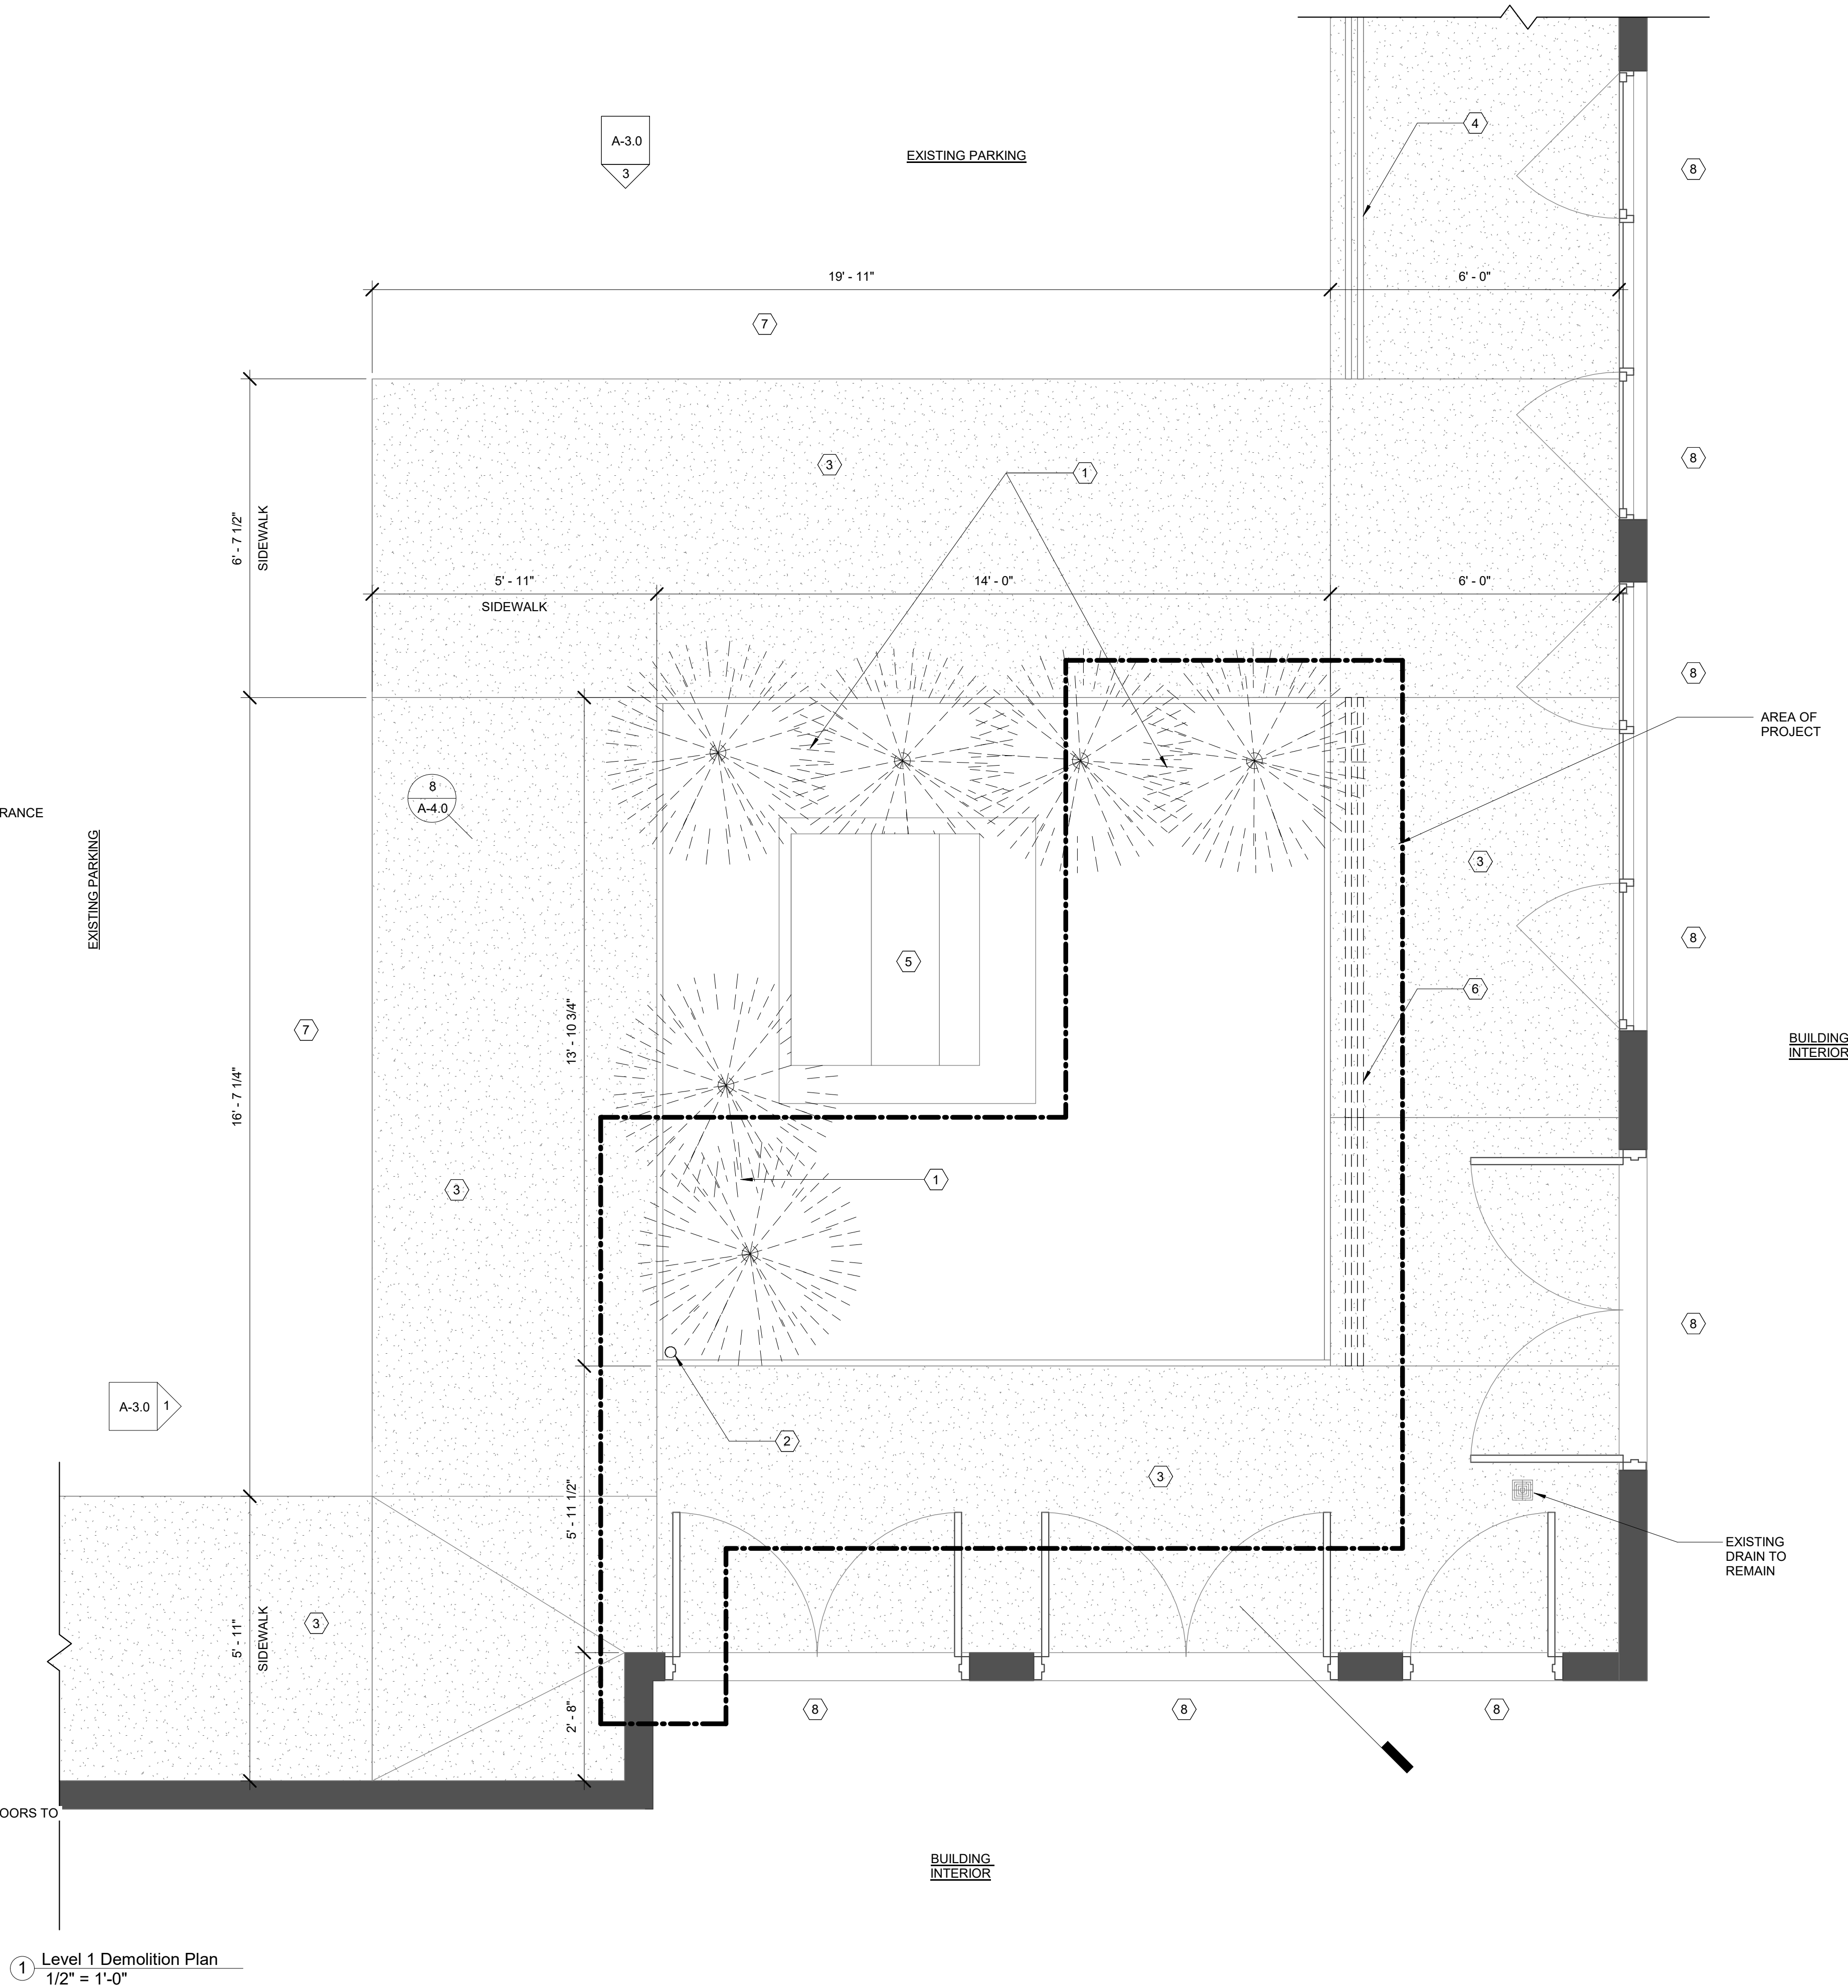 A-3.0
3
EXISTING PARKING
4
8
19' - 11"
6' - 0"
7
3
1
8
6' - 7 1/2"
SIDEWALK
5' - 11"
SIDEWALK
14' - 0"
6' - 0"
8
AREA OF
PROJECT
8
A-4.0
RANCE
EXISTING PARKING
3
5
8
6
7
13' - 10 3/4"
BUILDING
INTERIOR
16' - 7 1/4"
3
1
8
A-3.0
1
2
3
5' - 11 1/2"
EXISTING
DRAIN TO
REMAIN
3
5' - 11"
SIDEWALK
2' - 8"
8
8
8
OORS TO
BUILDING
INTERIOR
1
Level 1 Demolition Plan
1/2" = 1'-0"